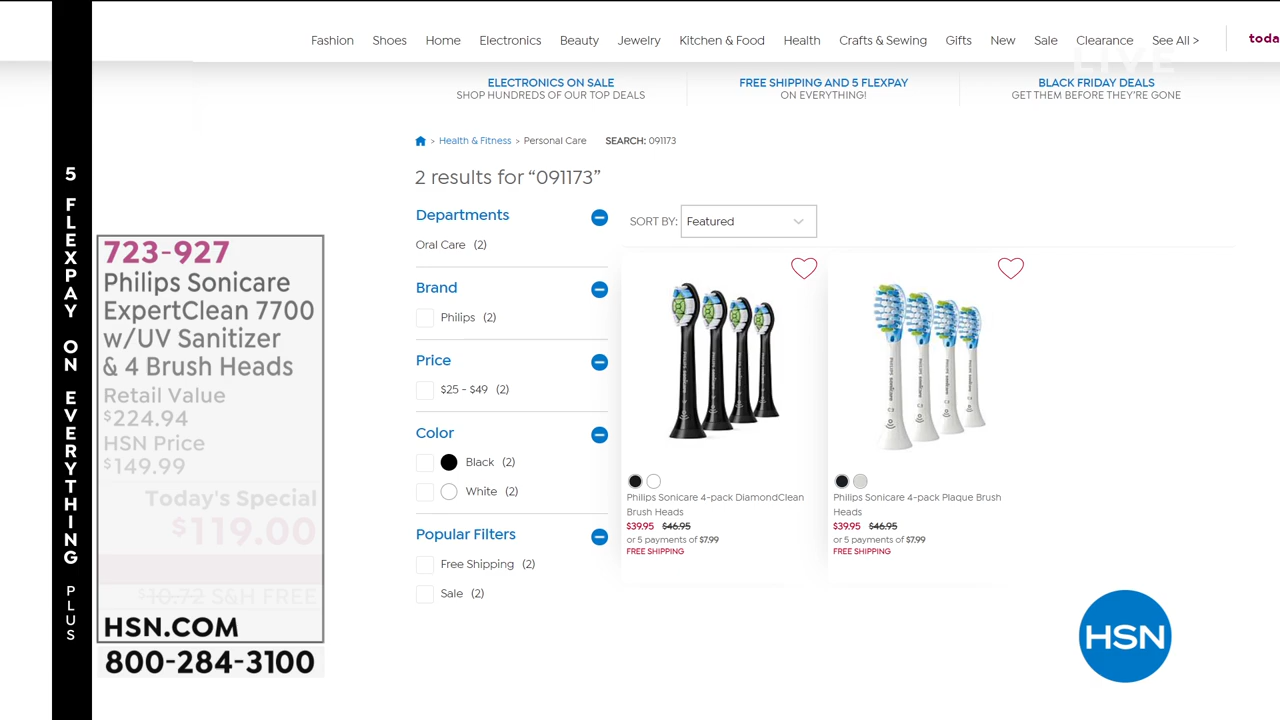 Fashion Shoes Home Electronics Beauty Jewelry Kitchen & Food Health Crafts & Sewing Gifts New Sale Clearance See All > toda
LIVE
ELECTRONICS ON SALE
SHOP HUNDREDS OF OUR TOP DEALS
FREE SHIPPING AND 5 FLEXPAY
ON EVERYTHING!
BLACK FRIDAY DEALS
GET THEM BEFORE THEY'RE GONE
> Health & Fitness > Personal Care SEARCH: 091173
2 results for "091173"
5 FLEXPAY ON EVERYTHING PLUS
723-927
Philips Sonicare
ExpertClean 7700
w/UV Sanitizer
& 4 Brush Heads
Retail Value
$224.94
HSN Price
$149.99
Today's Special
$119.00
$10.72 S&H FREE
HSN.COM
800-284-3100
Departments
Oral Care (2)
Brand
Philips (2)
Price
$25 - $49 (2)
Color
Black (2)
White (2)
Popular Filters
Free Shipping (2)
Sale (2)
SORT BY: Featured
Philips Sonicare 4-pack DiamondClean
Brush Heads
$39.95 $46.95
or 5 payments of $7.99
FREE SHIPPING
Philips Sonicare 4-pack Plaque Brush
Heads
$39.95 $46.95
or 5 payments of $7.99
FREE SHIPPING
HSN